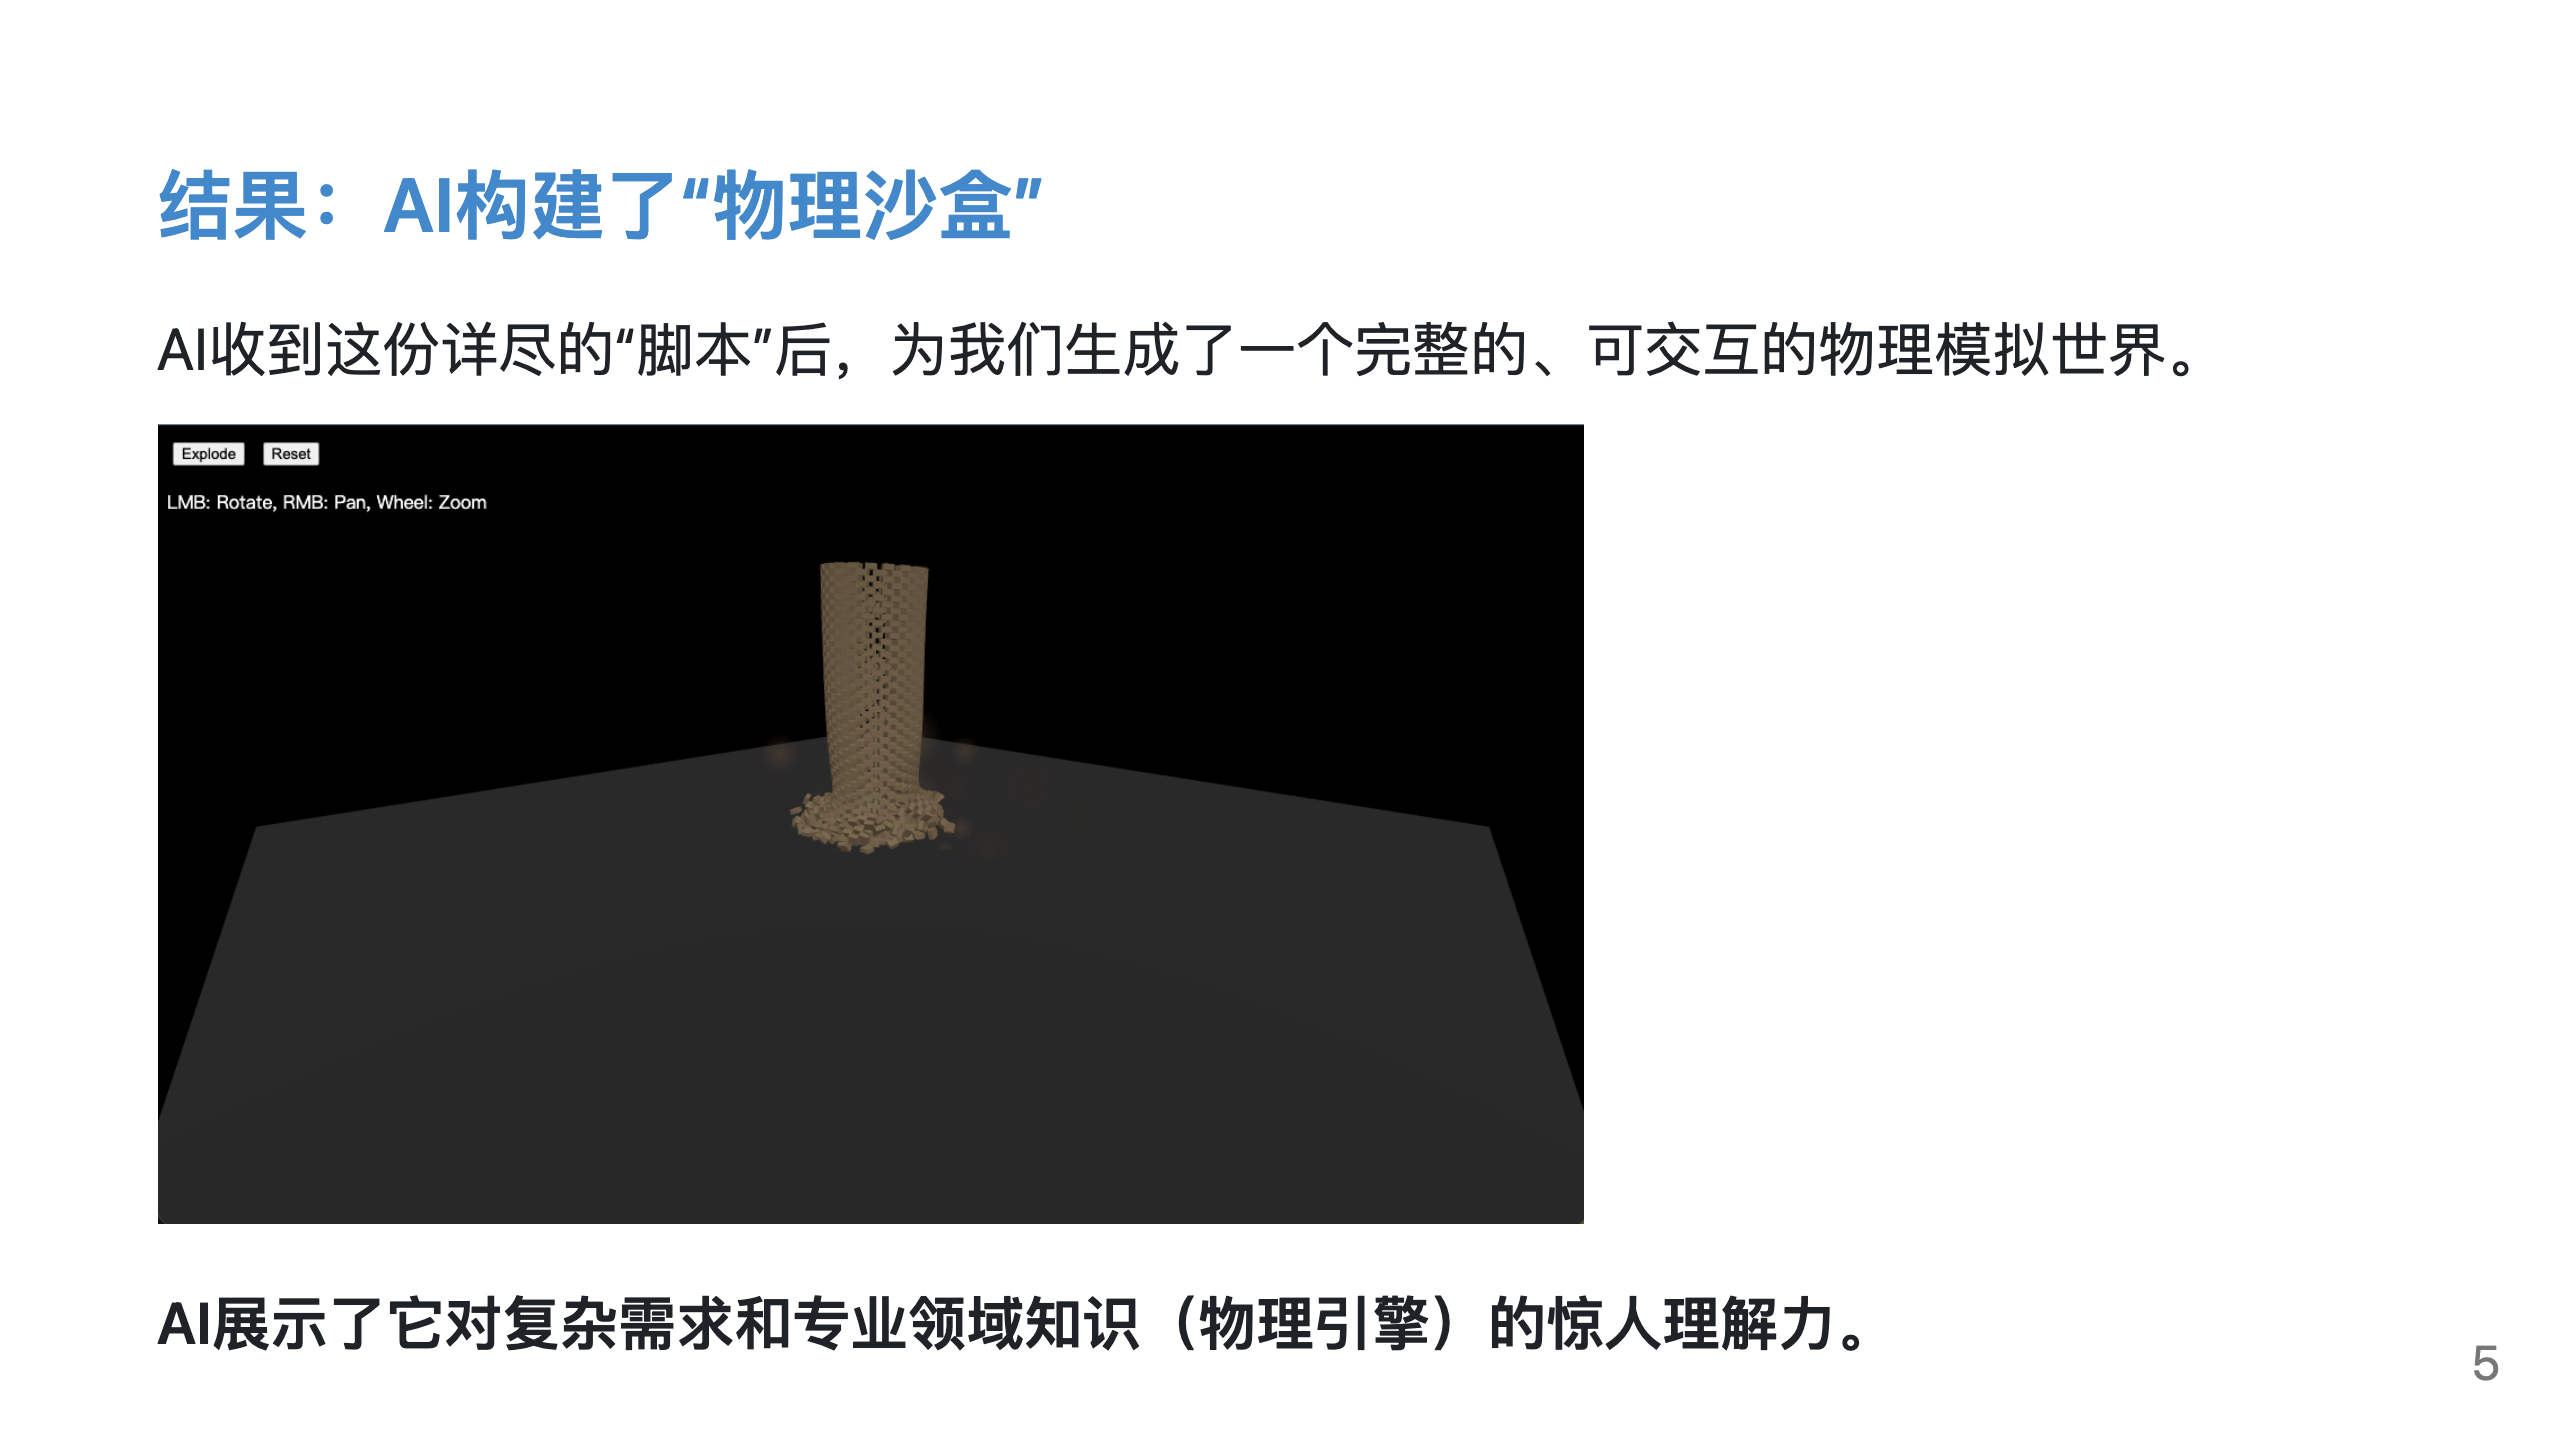 结果：AI构建了“物理沙盒”
AI收到这份详尽的“脚本”后，为我们生成了一个完整的、可交互的物理模拟世界。
Explode Reset
LMB: Rotate, RMB: Pan, Wheel: Zoom
AI展示了它对复杂需求和专业领域知识（物理引擎）的惊人理解力。
5